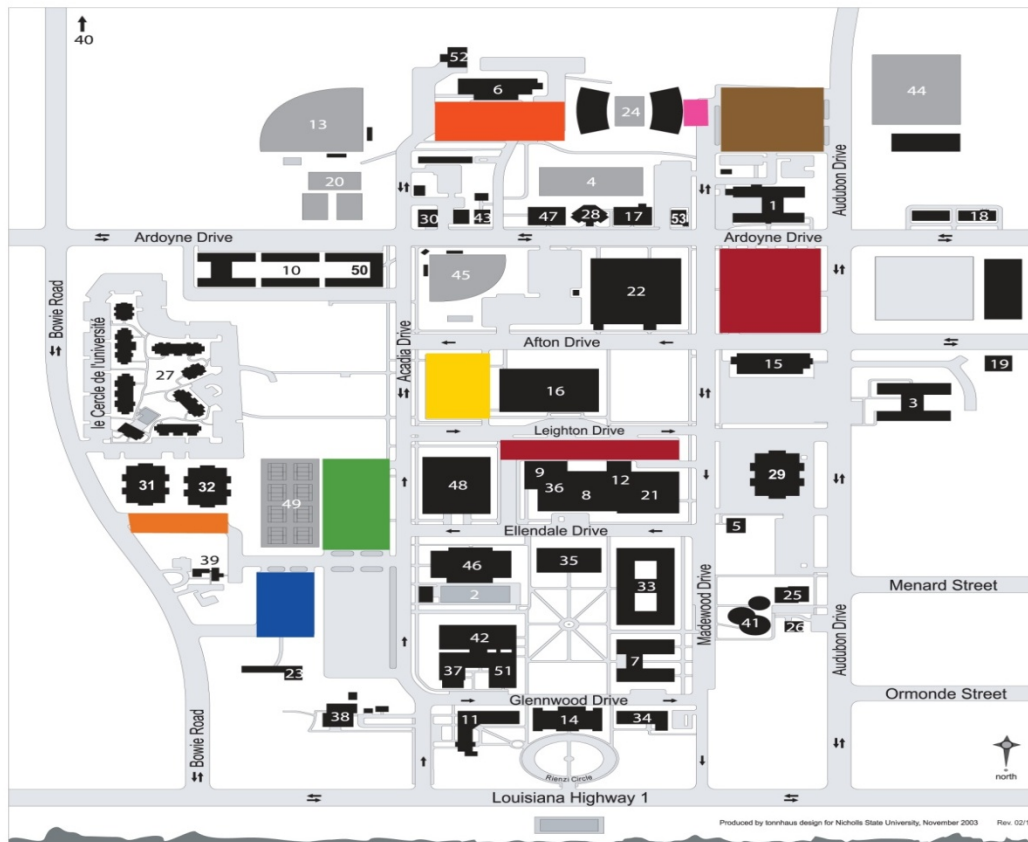 40
52
6
24
44
13
4
20
1
30
43
47
28
17
53
18
Ardoyne Drive
Ardoyne Drive
Audubon Drive
10
50
45
22
Bowie Road
le Cercle de l'université
Acadia Drive
Afton Drive
27
16
15
19
3
Leighton Drive
31
32
49
48
9
36
8
12
21
29
Ellendale Drive
5
39
46
35
33
2
Madewood Drive
Menard Street
25
41
26
Audubon Drive
42
37
51
7
23
Glennwood Drive
Ormonde Street
38
11
14
34
Bowie Road
Rienzi Circle
north
Louisiana Highway 1
Produced by tonnhaus design for Nicholls State University, November 2003 Rev. 02/1